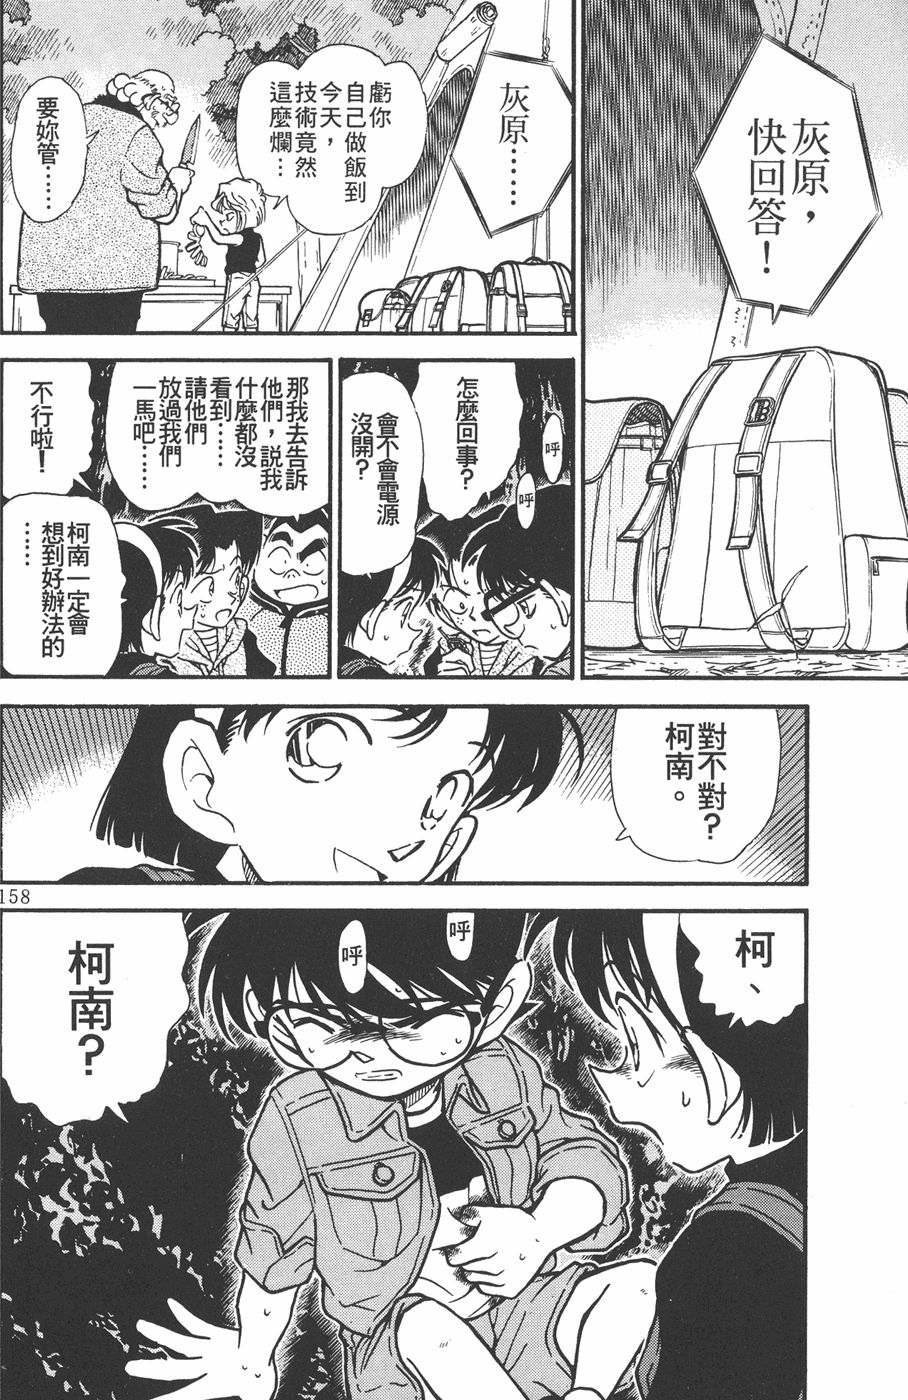 灰原，
快回答！
灰原……
虧你
自己做飯到
今天，
技術竟然
這麼爛…
要妳管……
怎麼回事？
呼
呼
會不會電源
沒開？
那我去告訴
他們，說我
什麼都沒
看到……
請他們
放過我們
一馬吧……
不行啦！
柯南一定會
想到好辦法的
……
對不對？
柯南。
158
柯、
呼
呼
柯南？